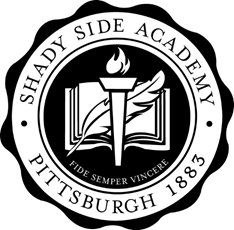 SHADY SIDE ACADEMY
FIDE SEMPER VINCERE
PITTSBURGH 1883